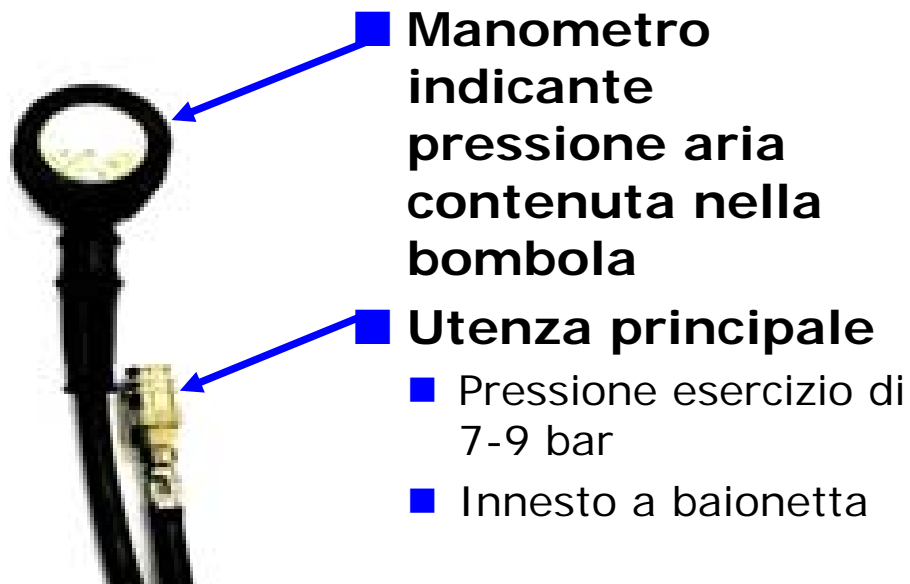 Manometro
indicante
pressione aria
contenuta nella
bombola
Utenza principale
Pressione esercizio di
7-9 bar
Innesto a baionetta